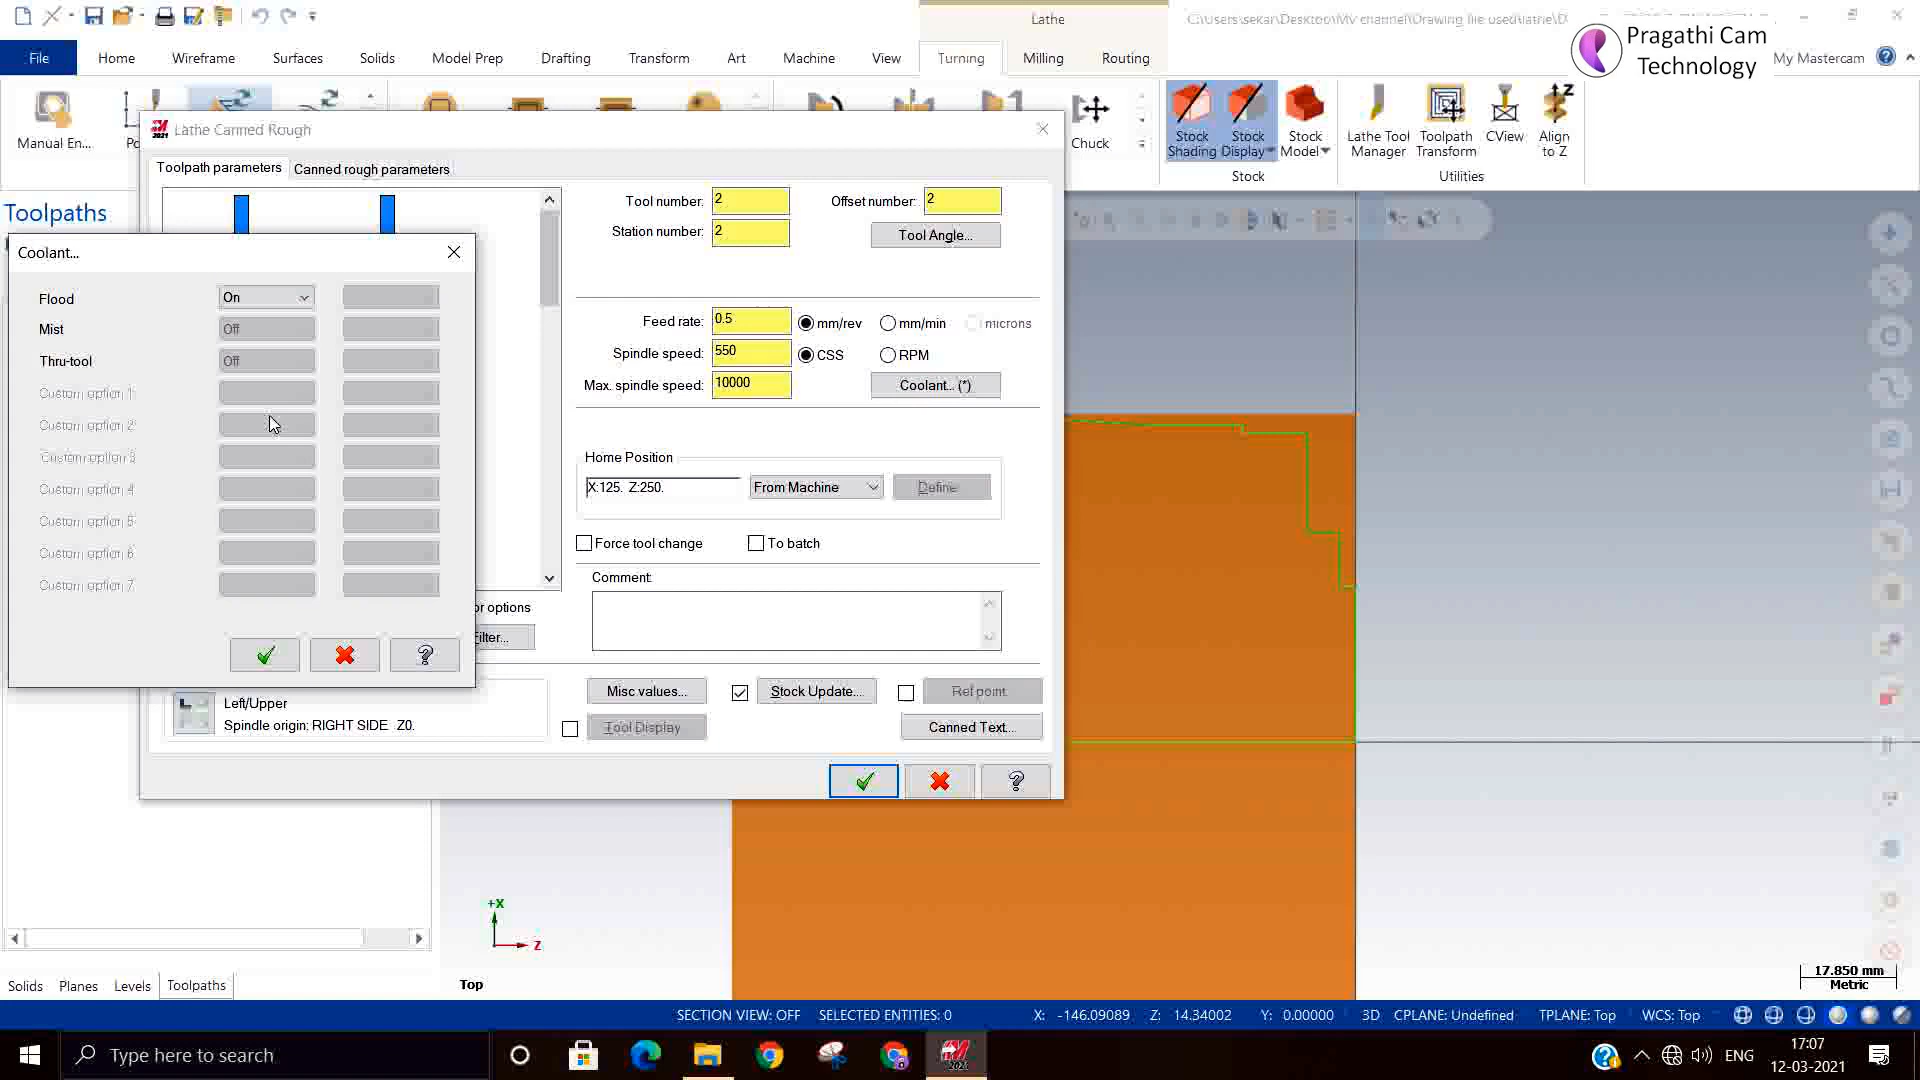 Lathe
C:\Users\sekar\Desktop\My channel\Drawing file used\lathe\D
Pragathi Cam
Technology
File
Home
Wireframe
Surfaces
Solids
Model Prep
Drafting
Transform
Art
Machine
View
Turning
Milling
Routing
My Mastercam
Manual En...
Chuck
Stock
Shading
Stock
Display
Stock
Model
Lathe Tool
Manager
Toolpath
Transform
CView
Align
to Z
Stock
Utilities
Lathe Canned Rough
Toolpath parameters
Canned rough parameters
Toolpaths
Tool number: 2
Offset number: 2
Station number: 2
Tool Angle...
Feed rate: 0.5
mm/rev
mm/min
microns
Spindle speed: 550
CSS
RPM
Max. spindle speed: 10000
Coolant... (*)
Home Position
X:125. Z:250.
From Machine
Define
Force tool change
To batch
Comment:
or options
Filter...
Misc values...
Stock Update...
Ref point
Tool Display
Canned Text...
Left/Upper
Spindle origin: RIGHT SIDE Z0.
Coolant...
Flood On
Mist Off
Thru-tool Off
Custom option 1
Custom option 2
Custom option 3
Custom option 4
Custom option 5
Custom option 6
Custom option 7
+X
Z
Top
17.850 mm
Metric
Solids
Planes
Levels
Toolpaths
SECTION VIEW: OFF
SELECTED ENTITIES: 0
X: -146.09089
Z: 14.34002
Y: 0.00000
3D
CPLANE: Undefined
TPLANE: Top
WCS: Top
Type here to search
ENG
17:07
12-03-2021